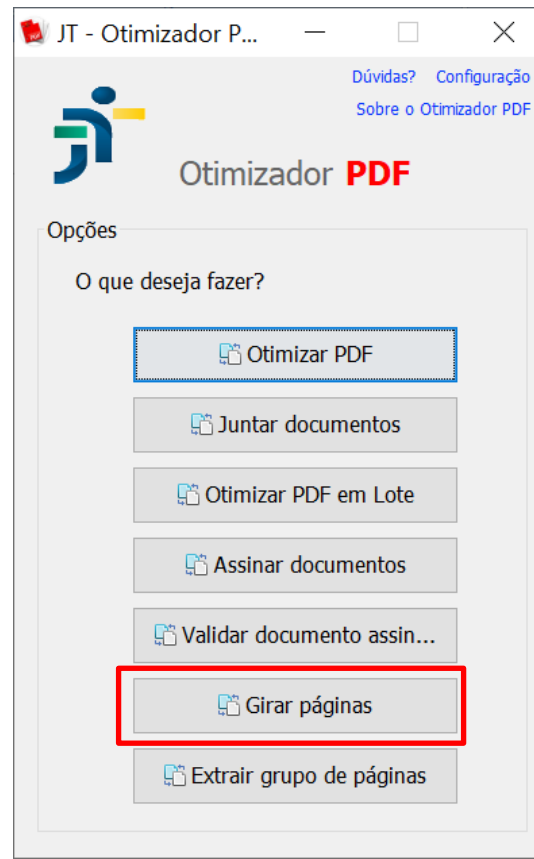 JT - Otimizador P...
Dúvidas? Configuração
Sobre o Otimizador PDF
Otimizador PDF
Opções
O que deseja fazer?
Otimizar PDF
Juntar documentos
Otimizar PDF em Lote
Assinar documentos
Validar documento assin...
Girar páginas
Extrair grupo de páginas